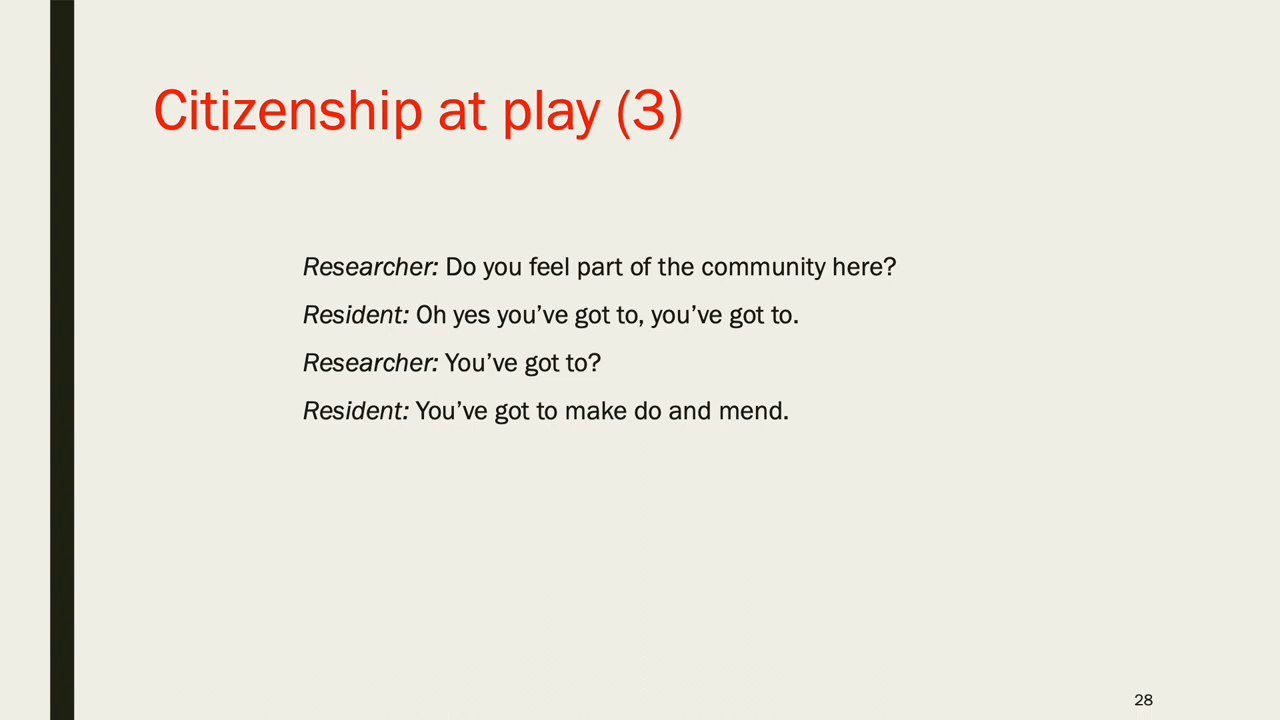 Citizenship at play (3)
Researcher: Do you feel part of the community here?
Resident: Oh yes you’ve got to, you’ve got to.
Researcher: You’ve got to?
Resident: You’ve got to make do and mend.
28